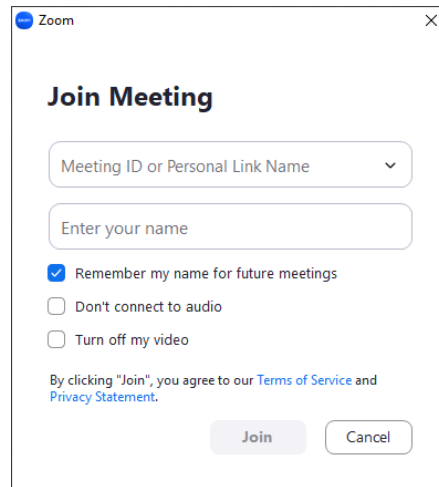 Zoom
Join Meeting
Meeting ID or Personal Link Name
Enter your name
Remember my name for future meetings
Don't connect to audio
Turn off my video
By clicking "Join", you agree to our Terms of Service and
Privacy Statement.
Join Cancel